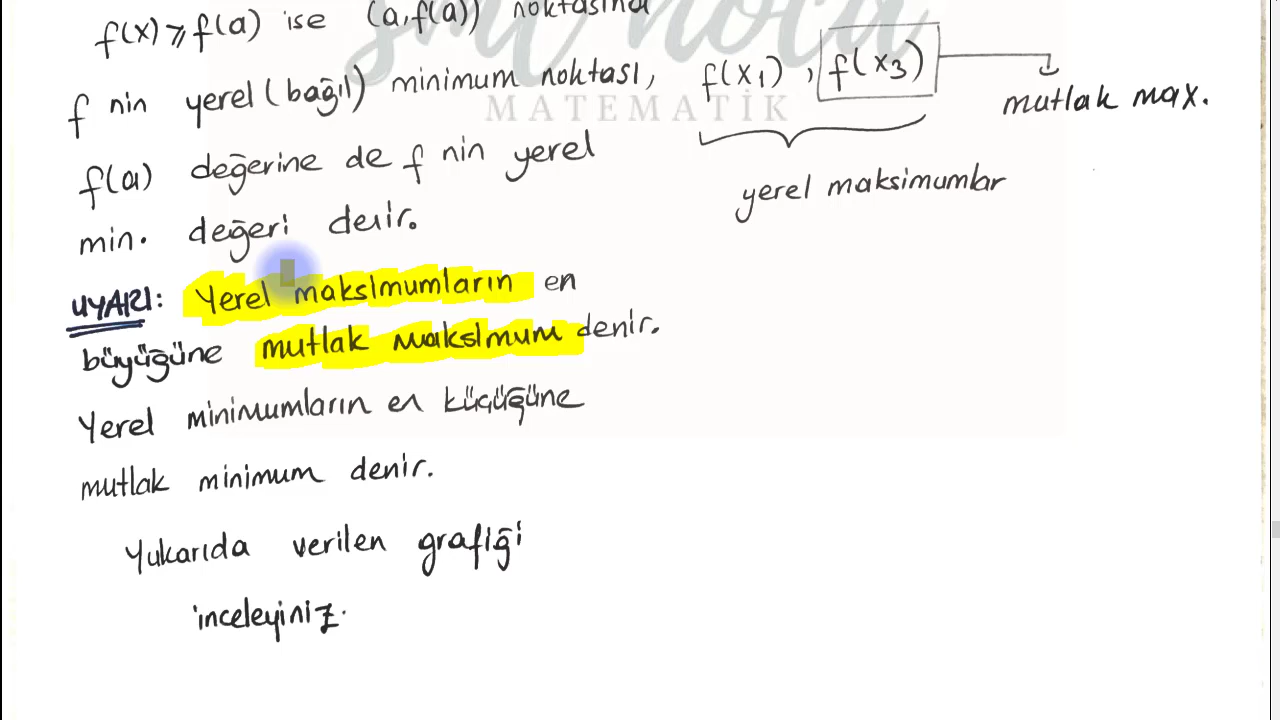 f(x) ≥ f(a) ise (a, f(a)) noktasına
f nin yerel (bağıl) minimum noktası,
f(a) değerine de f nin yerel
min. değeri denir.
UYARI: Yerel maksimumların en
büyüğüne mutlak maksimum denir.
Yerel minimumların en küçüğüne
mutlak minimum denir.
Yukarıda verilen grafiği
inceleyiniz.
f(x₁), f(x₃)
mutlak max.
yerel maksimumlar
MATEMATİK